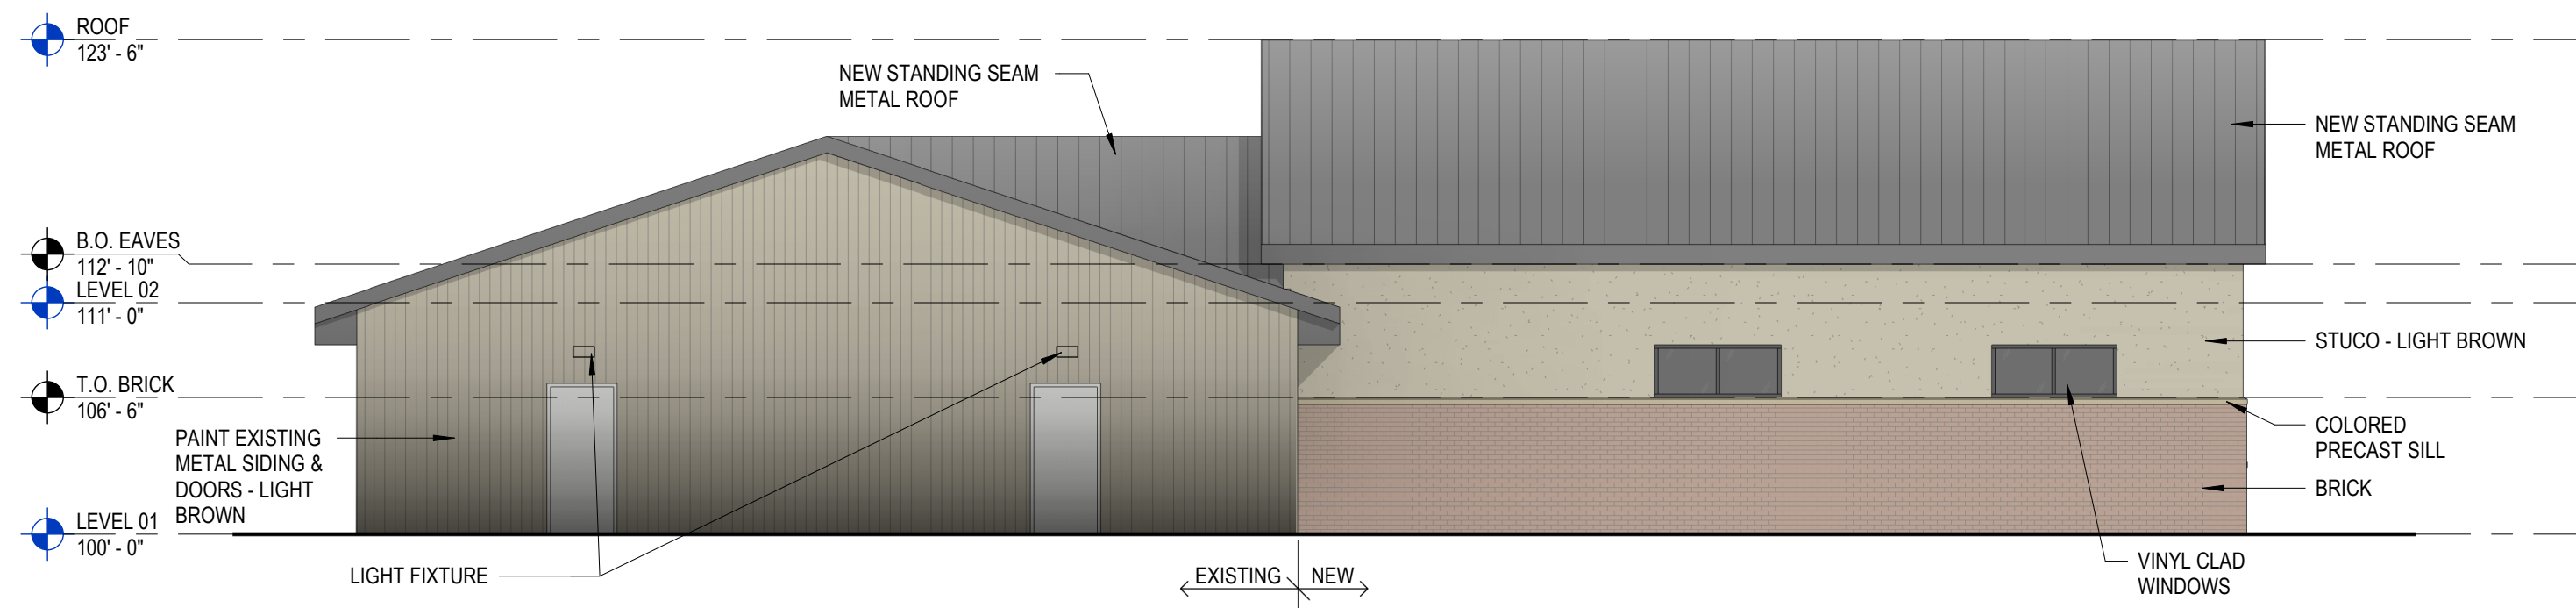 ROOF
123' - 6"
NEW STANDING SEAM
METAL ROOF
NEW STANDING SEAM
METAL ROOF
B.O. EAVES
112' - 10"
LEVEL 02
111' - 0"
STUCO - LIGHT BROWN
T.O. BRICK
106' - 6"
PAINT EXISTING
METAL SIDING &
DOORS - LIGHT
BROWN
COLORED
PRECAST SILL
BRICK
LEVEL 01
100' - 0"
LIGHT FIXTURE
EXISTING
NEW
VINYL CLAD
WINDOWS